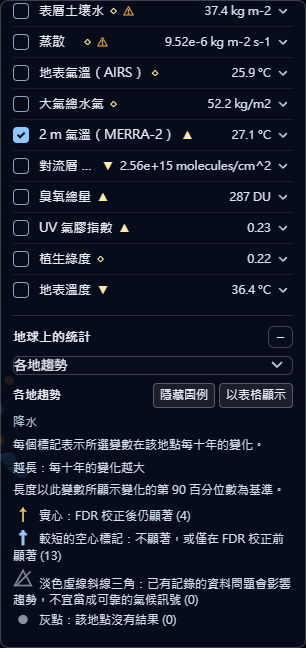 表層土壤水 37.4 kg m-2
蒸散 9.52e-6 kg m-2 s-1
地表氣溫（AIRS） 25.9 °C
大氣總水氣 52.2 kg/m2
2 m 氣溫（MERRA-2） 27.1 °C
對流層 ... 2.56e+15 molecules/cm^2
臭氧總量 287 DU
UV 氣膠指數 0.23
植生綠度 0.22
地表溫度 36.4 °C
地球上的統計
各地趨勢
各地趨勢 隱藏圖例 以表格顯示
降水
每個標記表示所選變數在該地點每十年的變化。
越長：每十年的變化越大
長度以此變數所顯示變化的第 90 百分位數為基準。
實心：FDR 校正後仍顯著 (4)
較短的空心標記：不顯著，或僅在 FDR 校正前
顯著 (13)
淡色虛線斜線三角：已有記錄的資料問題會影響
趨勢，不宜當成可靠的氣候訊號 (0)
灰點：該地點沒有結果 (0)